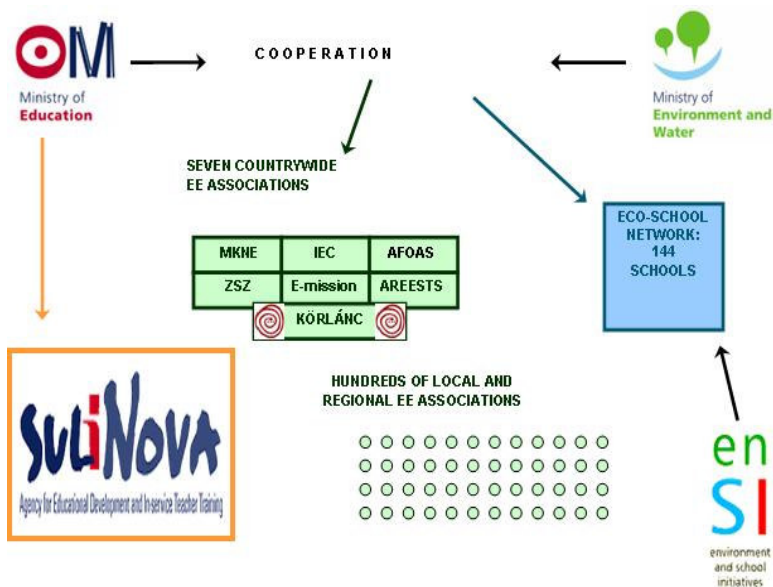 OM
Ministry of
Education
COOPERATION
Ministry of
Environment and
Water
SEVEN COUNTRYWIDE
EE ASSOCIATIONS
MKNE IEC AFOAS
ZSZ E-mission AREESTS
KÖRLÁNC
ECO-SCHOOL
NETWORK:
144
SCHOOLS
HUNDREDS OF LOCAL AND
REGIONAL EE ASSOCIATIONS
SuliNova
Agency for Educational Development and In-service Teacher Training
en
SI
environment
and school
initiatives